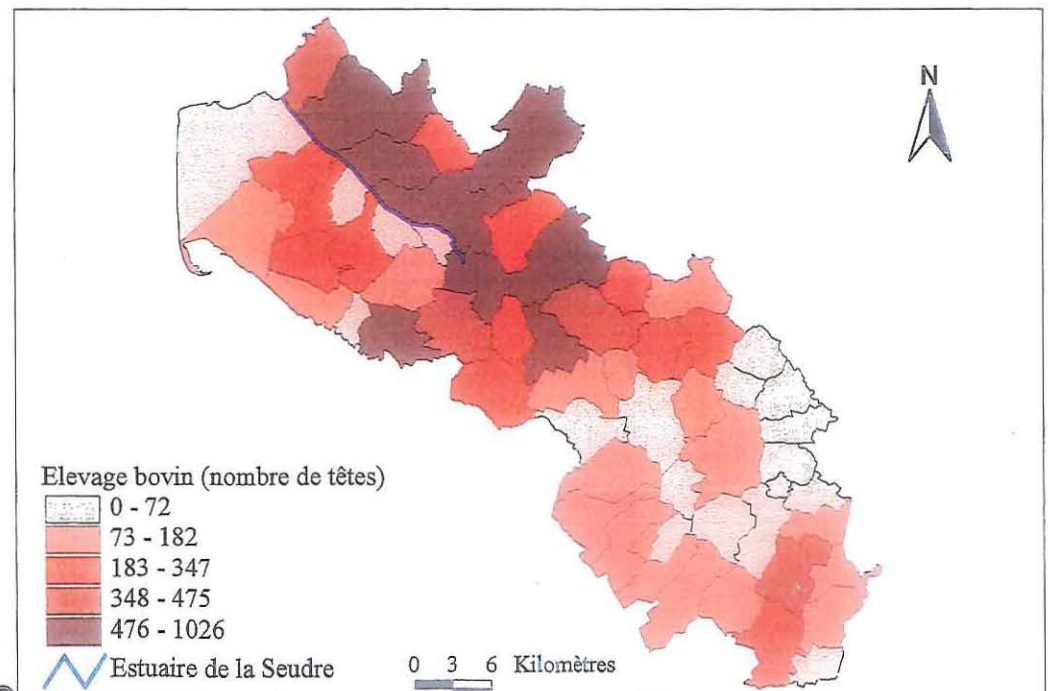 N
Elevage bovin (nombre de têtes)
0 - 72
73 - 182
183 - 347
348 - 475
476 - 1026
Estuaire de la Seudre
0 3 6 Kilomètres